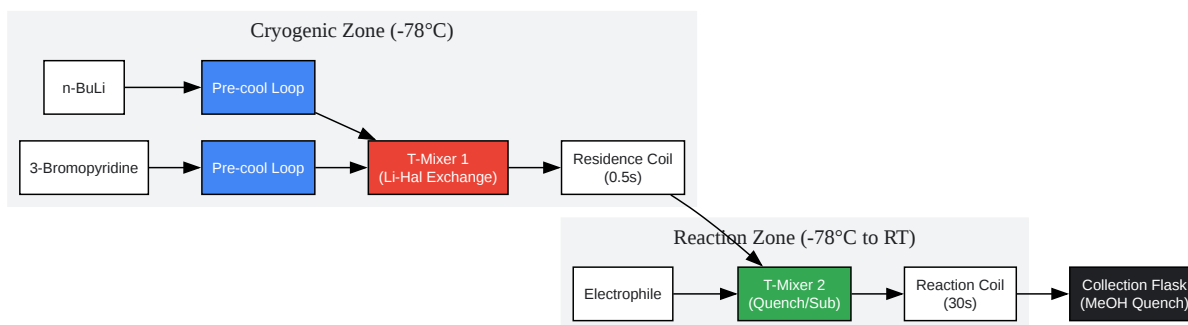 Cryogenic Zone (-78°C)
n-BuLi
Pre-cool Loop
3-Bromopyridine
Pre-cool Loop
T-Mixer 1
(Li-Hal Exchange)
Residence Coil
(0.5s)
Reaction Zone (-78°C to RT)
Electrophile
T-Mixer 2
(Quench/Sub)
Reaction Coil
(30s)
Collection Flask
(MeOH Quench)